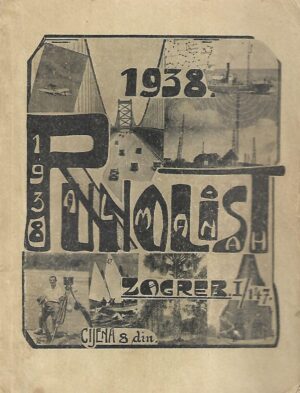 1938.
1938
PUNOLIST
ALMANAH
ZAGREB I/147.
CIJENA 8 din.